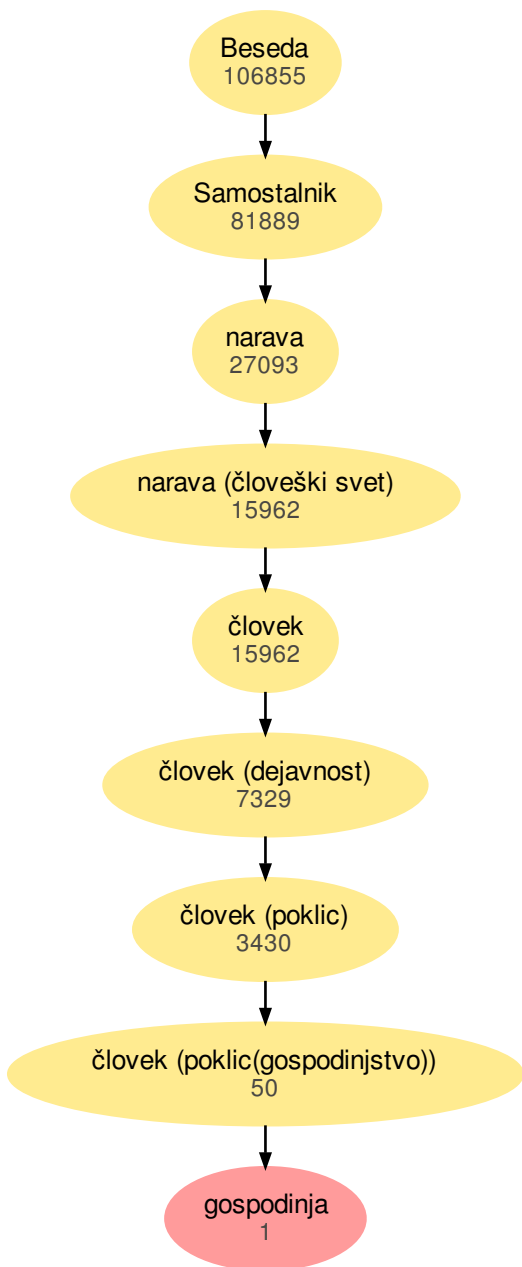 Beseda
106855
Samostalnik
81889
narava
27093
narava (človeški svet)
15962
človek
15962
človek (dejavnost)
7329
človek (poklic)
3430
človek (poklic(gospodinjstvo))
50
gospodinja
1